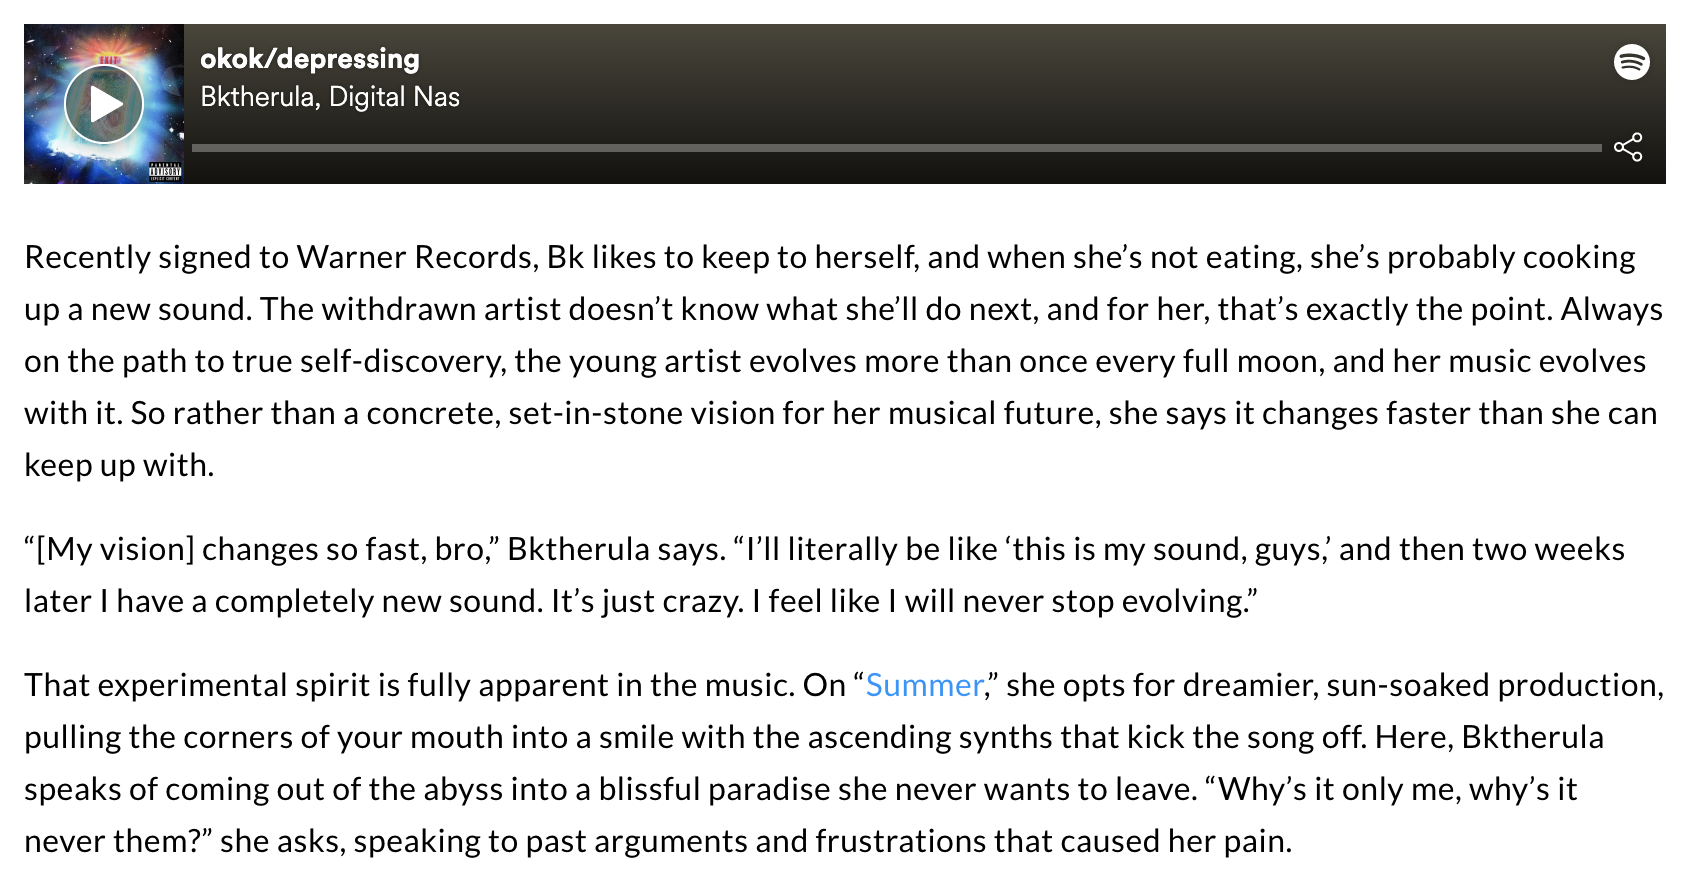 EXIT
PARENTAL
ADVISORY
EXPLICIT CONTENT
okok/depressing
Bktherula, Digital Nas
Recently signed to Warner Records, Bk likes to keep to herself, and when she’s not eating, she’s probably cooking
up a new sound. The withdrawn artist doesn’t know what she’ll do next, and for her, that’s exactly the point. Always
on the path to true self-discovery, the young artist evolves more than once every full moon, and her music evolves
with it. So rather than a concrete, set-in-stone vision for her musical future, she says it changes faster than she can
keep up with.
“[My vision] changes so fast, bro,” Bktherula says. “I’ll literally be like ‘this is my sound, guys,’ and then two weeks
later I have a completely new sound. It’s just crazy. I feel like I will never stop evolving.”
That experimental spirit is fully apparent in the music. On “Summer,” she opts for dreamier, sun-soaked production,
pulling the corners of your mouth into a smile with the ascending synths that kick the song off. Here, Bktherula
speaks of coming out of the abyss into a blissful paradise she never wants to leave. “Why’s it only me, why’s it
never them?” she asks, speaking to past arguments and frustrations that caused her pain.